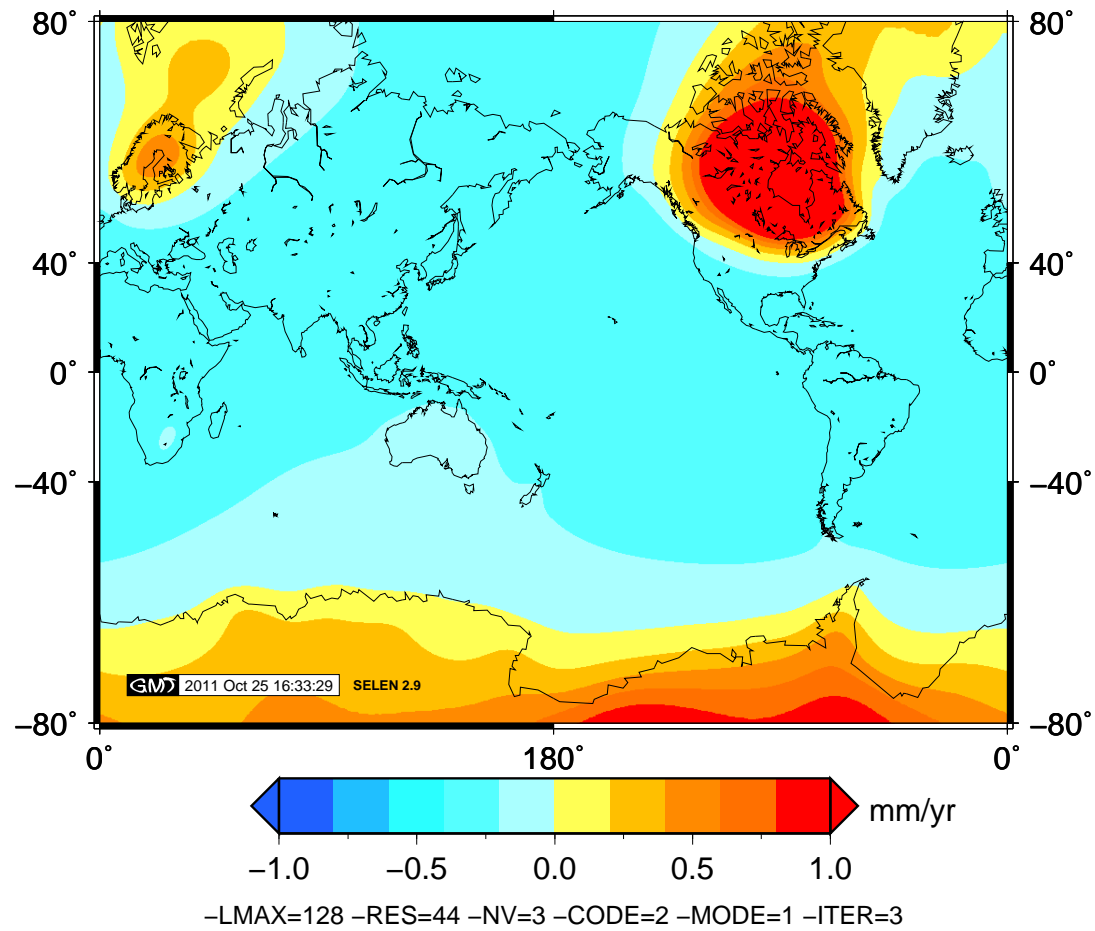 80˚ 80˚
40˚ 40˚
0˚ 0˚
−40˚ −40˚
GMT 2011 Oct 25 16:33:29 SELEN 2.9
−80˚ −80˚
0˚ 180˚ 0˚
mm/yr
−1.0 −0.5 0.0 0.5 1.0
−LMAX=128 −RES=44 −NV=3 −CODE=2 −MODE=1 −ITER=3